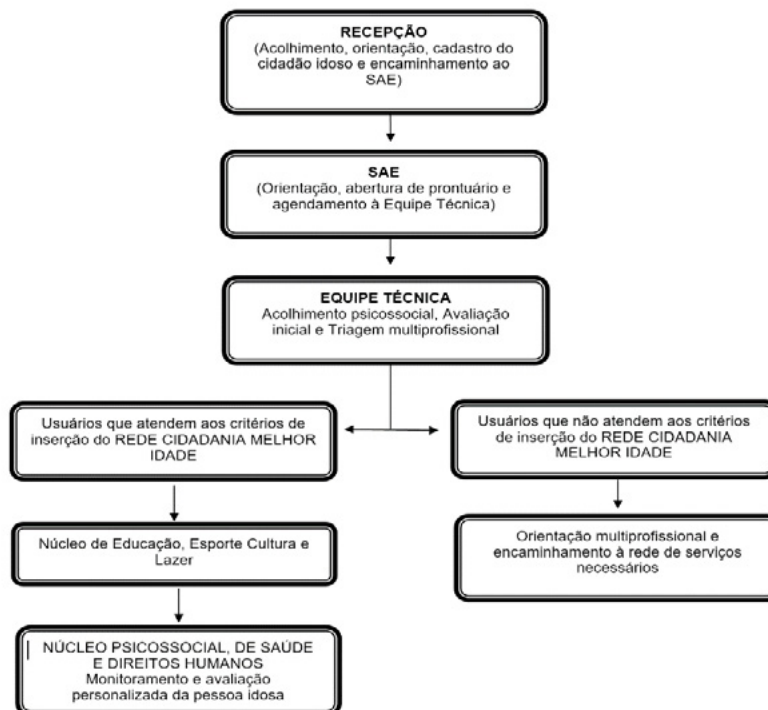 RECEPÇÃO
(Acolhimento, orientação, cadastro do
cidadão idoso e encaminhamento ao
SAE)
SAE
(Orientação, abertura de prontuário e
agendamento à Equipe Técnica)
EQUIPE TÉCNICA
Acolhimento psicossocial, Avaliação
inicial e Triagem multiprofissional
Usuários que atendem aos critérios de
inserção do REDE CIDADANIA MELHOR
IDADE
Usuários que não atendem aos critérios
de inserção do REDE CIDADANIA
MELHOR IDADE
Núcleo de Educação, Esporte Cultura e
Lazer
Orientação multiprofissional e
encaminhamento à rede de serviços
necessários
NÚCLEO PSICOSSOCIAL, DE SAÚDE
E DIREITOS HUMANOS
Monitoramento e avaliação
personalizada da pessoa idosa